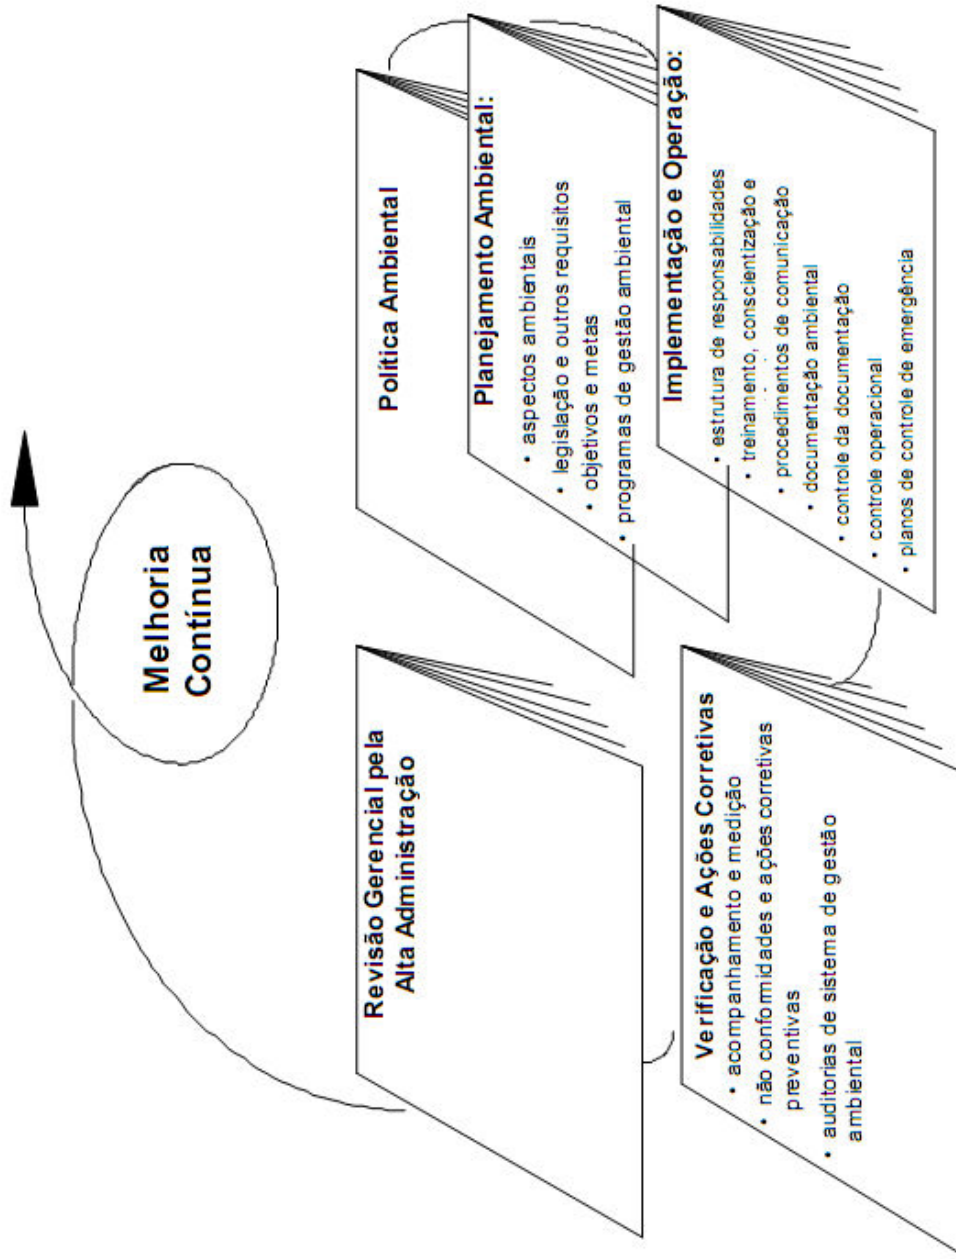 Melhoria
Contínua
Política Ambiental
Planejamento Ambiental:
• aspectos ambientais
• legislação e outros requisitos
• objetivos e metas
• programas de gestão ambiental
Implementação e Operação:
• estrutura de responsabilidades
• treinamento, conscientização e
• procedimentos de comunicação
• documentação ambiental
• controle da documentação
• controle operacional
• planos de controle de emergência
Verificação e Ações Corretivas
• acompanhamento e medição
• não conformidades e ações corretivas
preventivas
• auditorias de sistema de gestão
ambiental
Revisão Gerencial pela
Alta Administração